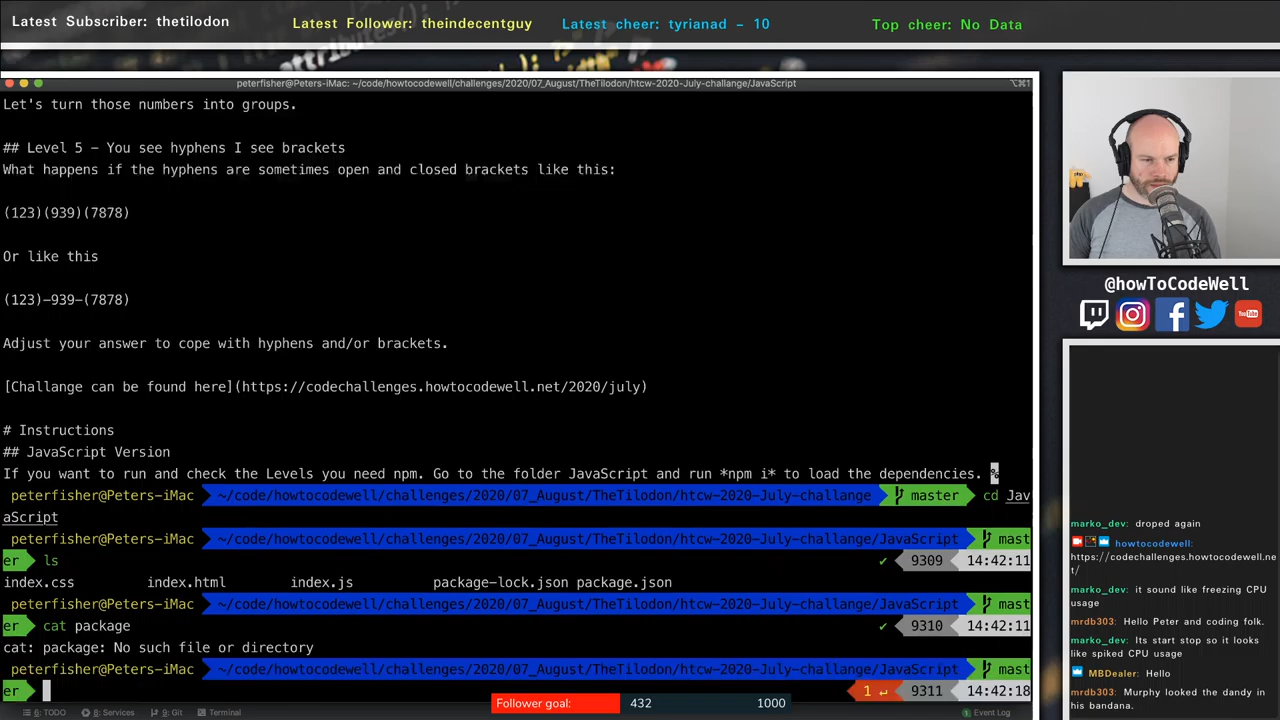 Latest Subscriber: thetilodon
Latest Follower: theindecentguy
Latest cheer: tyrianad - 10
Top cheer: No Data
peterfisher@Peters-iMac: ~/code/howtocodewell/challenges/2020/07_August/TheTilodon/htcw-2020-July-challange/JavaScript
⌥⌘1
Let's turn those numbers into groups.
## Level 5 - You see hyphens I see brackets
What happens if the hyphens are sometimes open and closed brackets like this:
(123)(939)(7878)
Or like this
(123)-939-(7878)
Adjust your answer to cope with hyphens and/or brackets.
[Challange can be found here](https://codechallenges.howtocodewell.net/2020/july)
# Instructions
## JavaScript Version
If you want to run and check the Levels you need npm. Go to the folder JavaScript and run *npm i* to load the dependencies. %
peterfisher@Peters-iMac ~/code/howtocodewell/challenges/2020/07_August/TheTilodon/htcw-2020-July-challange master cd Jav
aScript
peterfisher@Peters-iMac ~/code/howtocodewell/challenges/2020/07_August/TheTilodon/htcw-2020-July-challange/JavaScript mast
er ls ✔ 9309 14:42:11
index.css index.html index.js package-lock.json package.json
peterfisher@Peters-iMac ~/code/howtocodewell/challenges/2020/07_August/TheTilodon/htcw-2020-July-challange/JavaScript mast
er cat package ✔ 9310 14:42:11
cat: package: No such file or directory
peterfisher@Peters-iMac ~/code/howtocodewell/challenges/2020/07_August/TheTilodon/htcw-2020-July-challange/JavaScript mast
er 1 ↵ 9311 14:42:18
Follower goal: 432 1000
6: TODO 8: Services 9: Git Terminal
1 Event Log
@howToCodeWell
You Tube
marko_dev: droped again
howtocodewell:
https://codechallenges.howtocodewell.ne
t/
marko_dev: it sound like freezing CPU
usage
mrdb303: Hello Peter and coding folk.
marko_dev: Its start stop so it looks
like spiked CPU usage
MBDealer: Hello
mrdb303: Murphy looked the dandy in
his bandana.